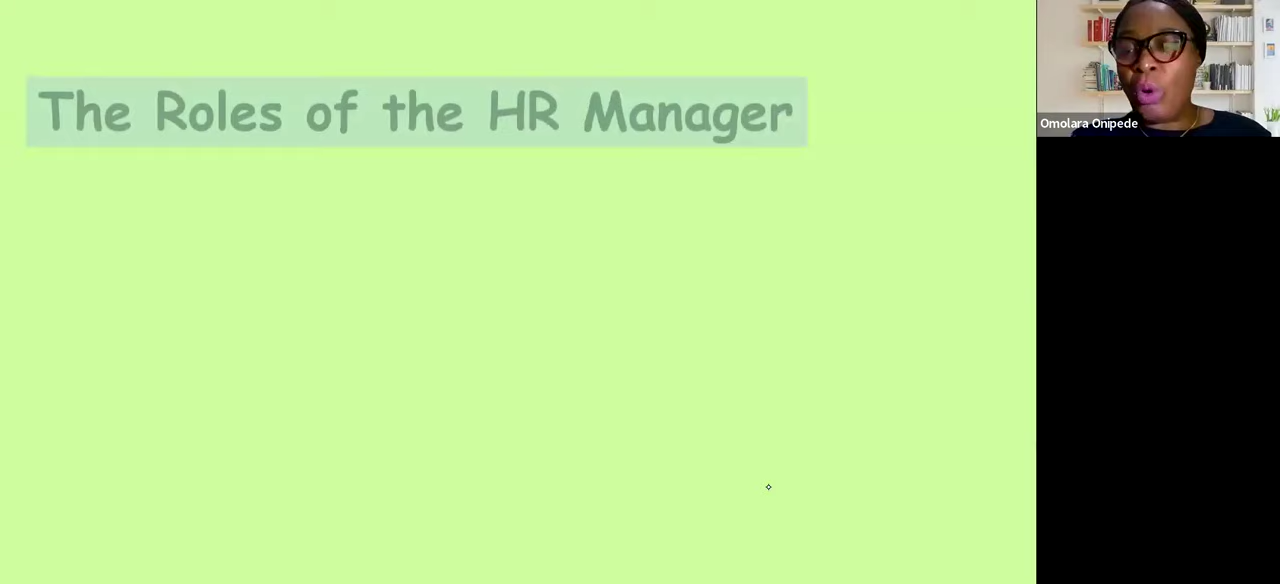 The Roles of the HR Manager
Omolara Onipede